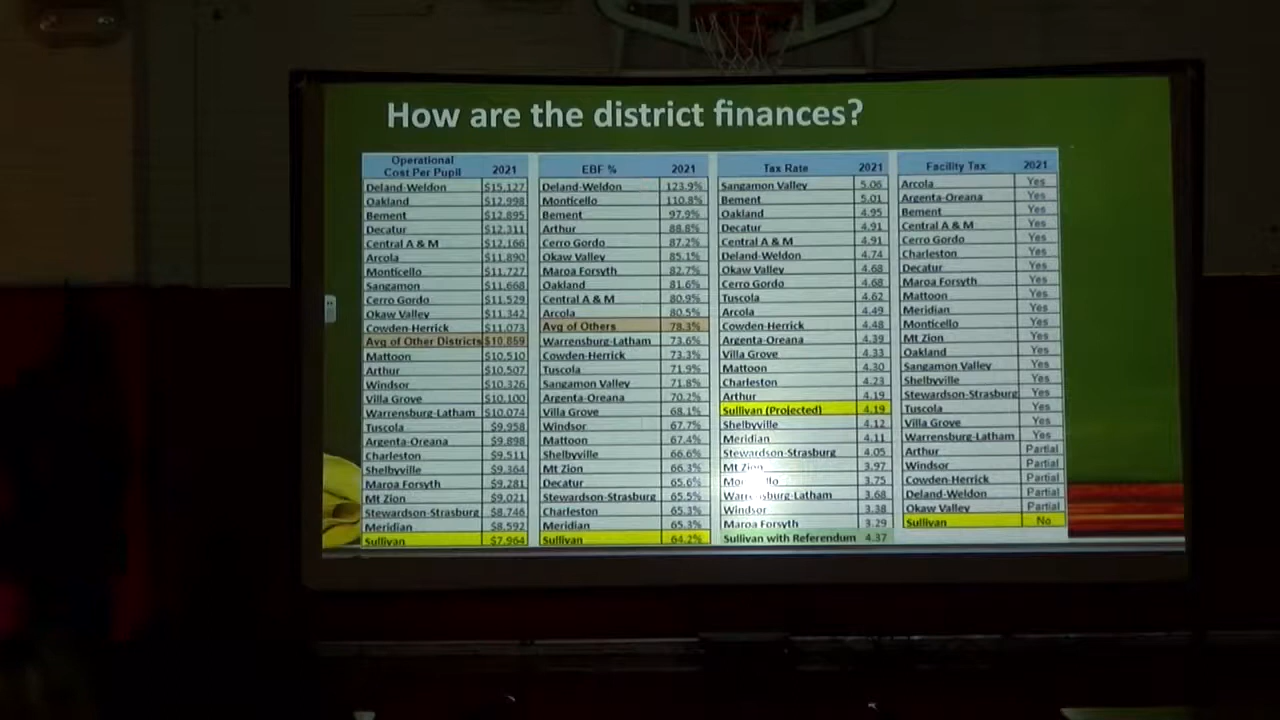 How are the district finances?
Operational
Cost Per Pupil 2021
Deland-Weldon $15,127
Oakland $12,998
Bement $12,895
Decatur $12,311
Central A & M $12,166
Arcola $11,890
Monticello $11,727
Sangamon $11,668
Cerro Gordo $11,529
Okaw Valley $11,342
Cowden-Herrick $11,073
Avg of Other Districts $10,869
Mattoon $10,510
Arthur $10,507
Windsor $10,326
Villa Grove $10,100
Warrensburg-Latham $10,074
Tuscola $9,958
Argenta-Oreana $9,898
Charleston $9,511
Shelbyville $9,364
Maroa Forsyth $9,281
Mt Zion $9,021
Stewardson-Strasburg $8,746
Meridian $8,592
Sullivan $7,964
EBF % 2021
Deland-Weldon 123.9%
Monticello 110.8%
Bement 97.9%
Arthur 88.8%
Cerro Gordo 87.2%
Okaw Valley 85.1%
Maroa Forsyth 82.7%
Oakland 81.6%
Central A & M 80.9%
Arcola 80.5%
Avg of Others 78.3%
Warrensburg-Latham 73.6%
Cowden-Herrick 73.3%
Tuscola 71.9%
Sangamon Valley 71.8%
Argenta-Oreana 70.2%
Villa Grove 68.1%
Windsor 67.7%
Mattoon 67.4%
Shelbyville 66.6%
Mt Zion 66.3%
Decatur 65.6%
Stewardson-Strasburg 65.5%
Charleston 65.3%
Meridian 65.3%
Sullivan 64.2%
Tax Rate 2021
Sangamon Valley 5.06
Bement 5.01
Oakland 4.95
Decatur 4.91
Central A & M 4.91
Deland-Weldon 4.74
Okaw Valley 4.68
Cerro Gordo 4.68
Tuscola 4.62
Arcola 4.49
Cowden-Herrick 4.48
Argenta-Oreana 4.39
Villa Grove 4.33
Mattoon 4.30
Charleston 4.23
Arthur 4.19
Sullivan (Projected) 4.19
Shelbyville 4.12
Meridian 4.11
Stewardson-Strasburg 4.05
Mt Zion 3.97
3.75
Warrensburg-Latham 3.68
Windsor 3.38
Maroa Forsyth 3.29
Sullivan with Referendum 4.37
Facility Tax 2021
Arcola Yes
Argenta-Oreana Yes
Bement Yes
Central A & M Yes
Cerro Gordo Yes
Charleston Yes
Decatur Yes
Maroa Forsyth Yes
Mattoon Yes
Meridian Yes
Monticello Yes
Mt Zion Yes
Oakland Yes
Sangamon Valley Yes
Shelbyville Yes
Stewardson-Strasburg Yes
Tuscola Yes
Villa Grove Yes
Warrensburg-Latham Yes
Arthur Partial
Windsor Partial
Cowden-Herrick Partial
Deland-Weldon Partial
Okaw Valley Partial
Sullivan No